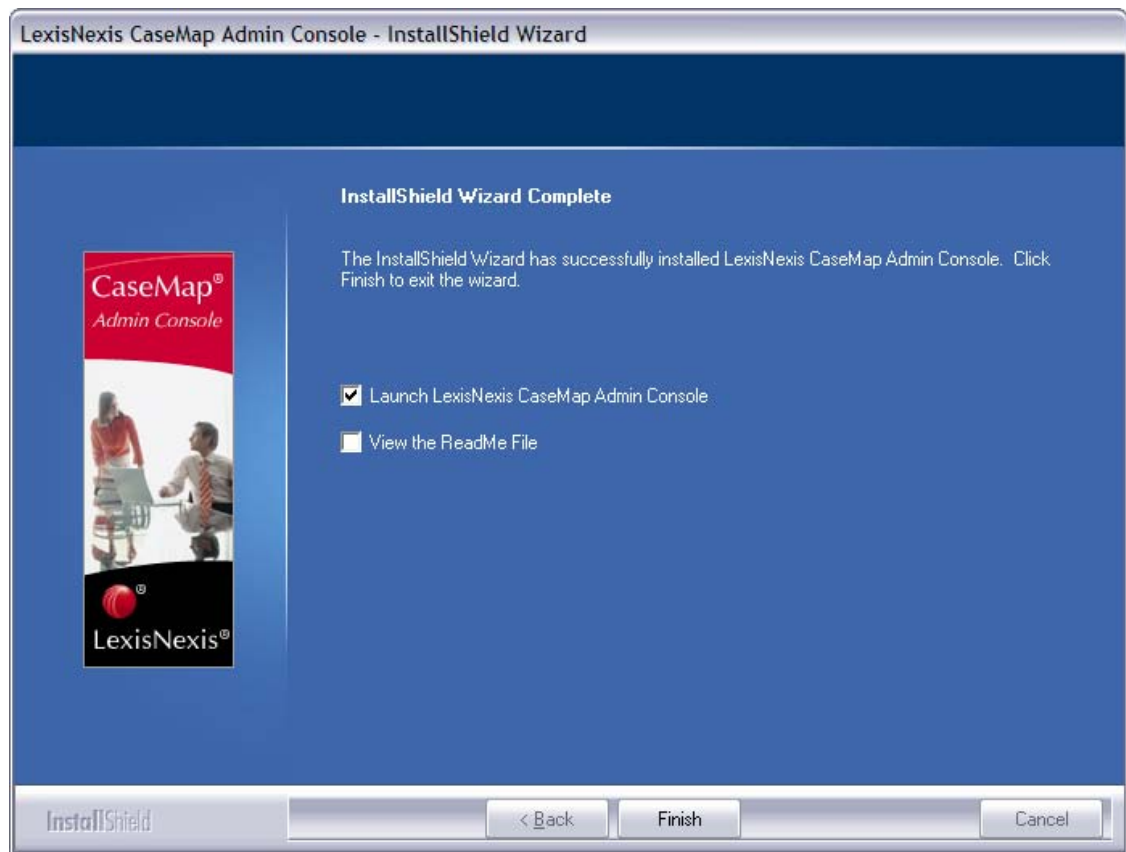 LexisNexis CaseMap Admin Console - InstallShield Wizard
InstallShield Wizard Complete
The InstallShield Wizard has successfully installed LexisNexis CaseMap Admin Console. Click
Finish to exit the wizard.
CaseMap®
Admin Console
Launch LexisNexis CaseMap Admin Console
View the ReadMe File
®
LexisNexis®
InstallShield
< Back
Finish
Cancel